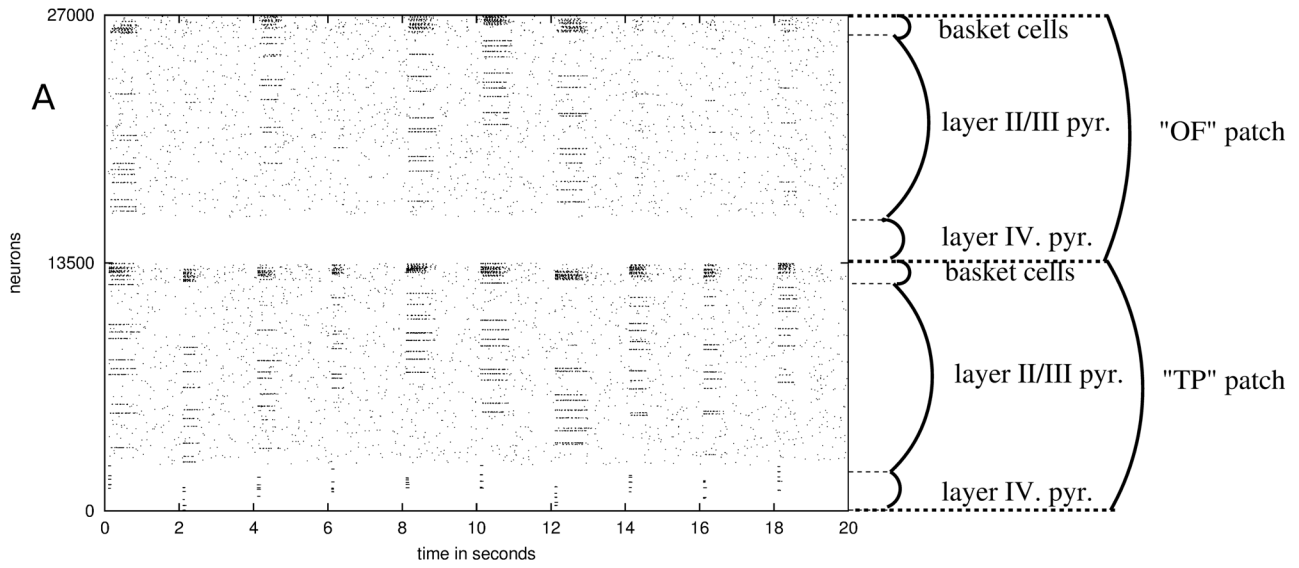 27000
basket cells
A
layer II/III pyr.
"OF" patch
neurons
layer IV. pyr.
13500
basket cells
layer II/III pyr.
"TP" patch
layer IV. pyr.
0
0 2 4 6 8 10 12 14 16 18 20
time in seconds